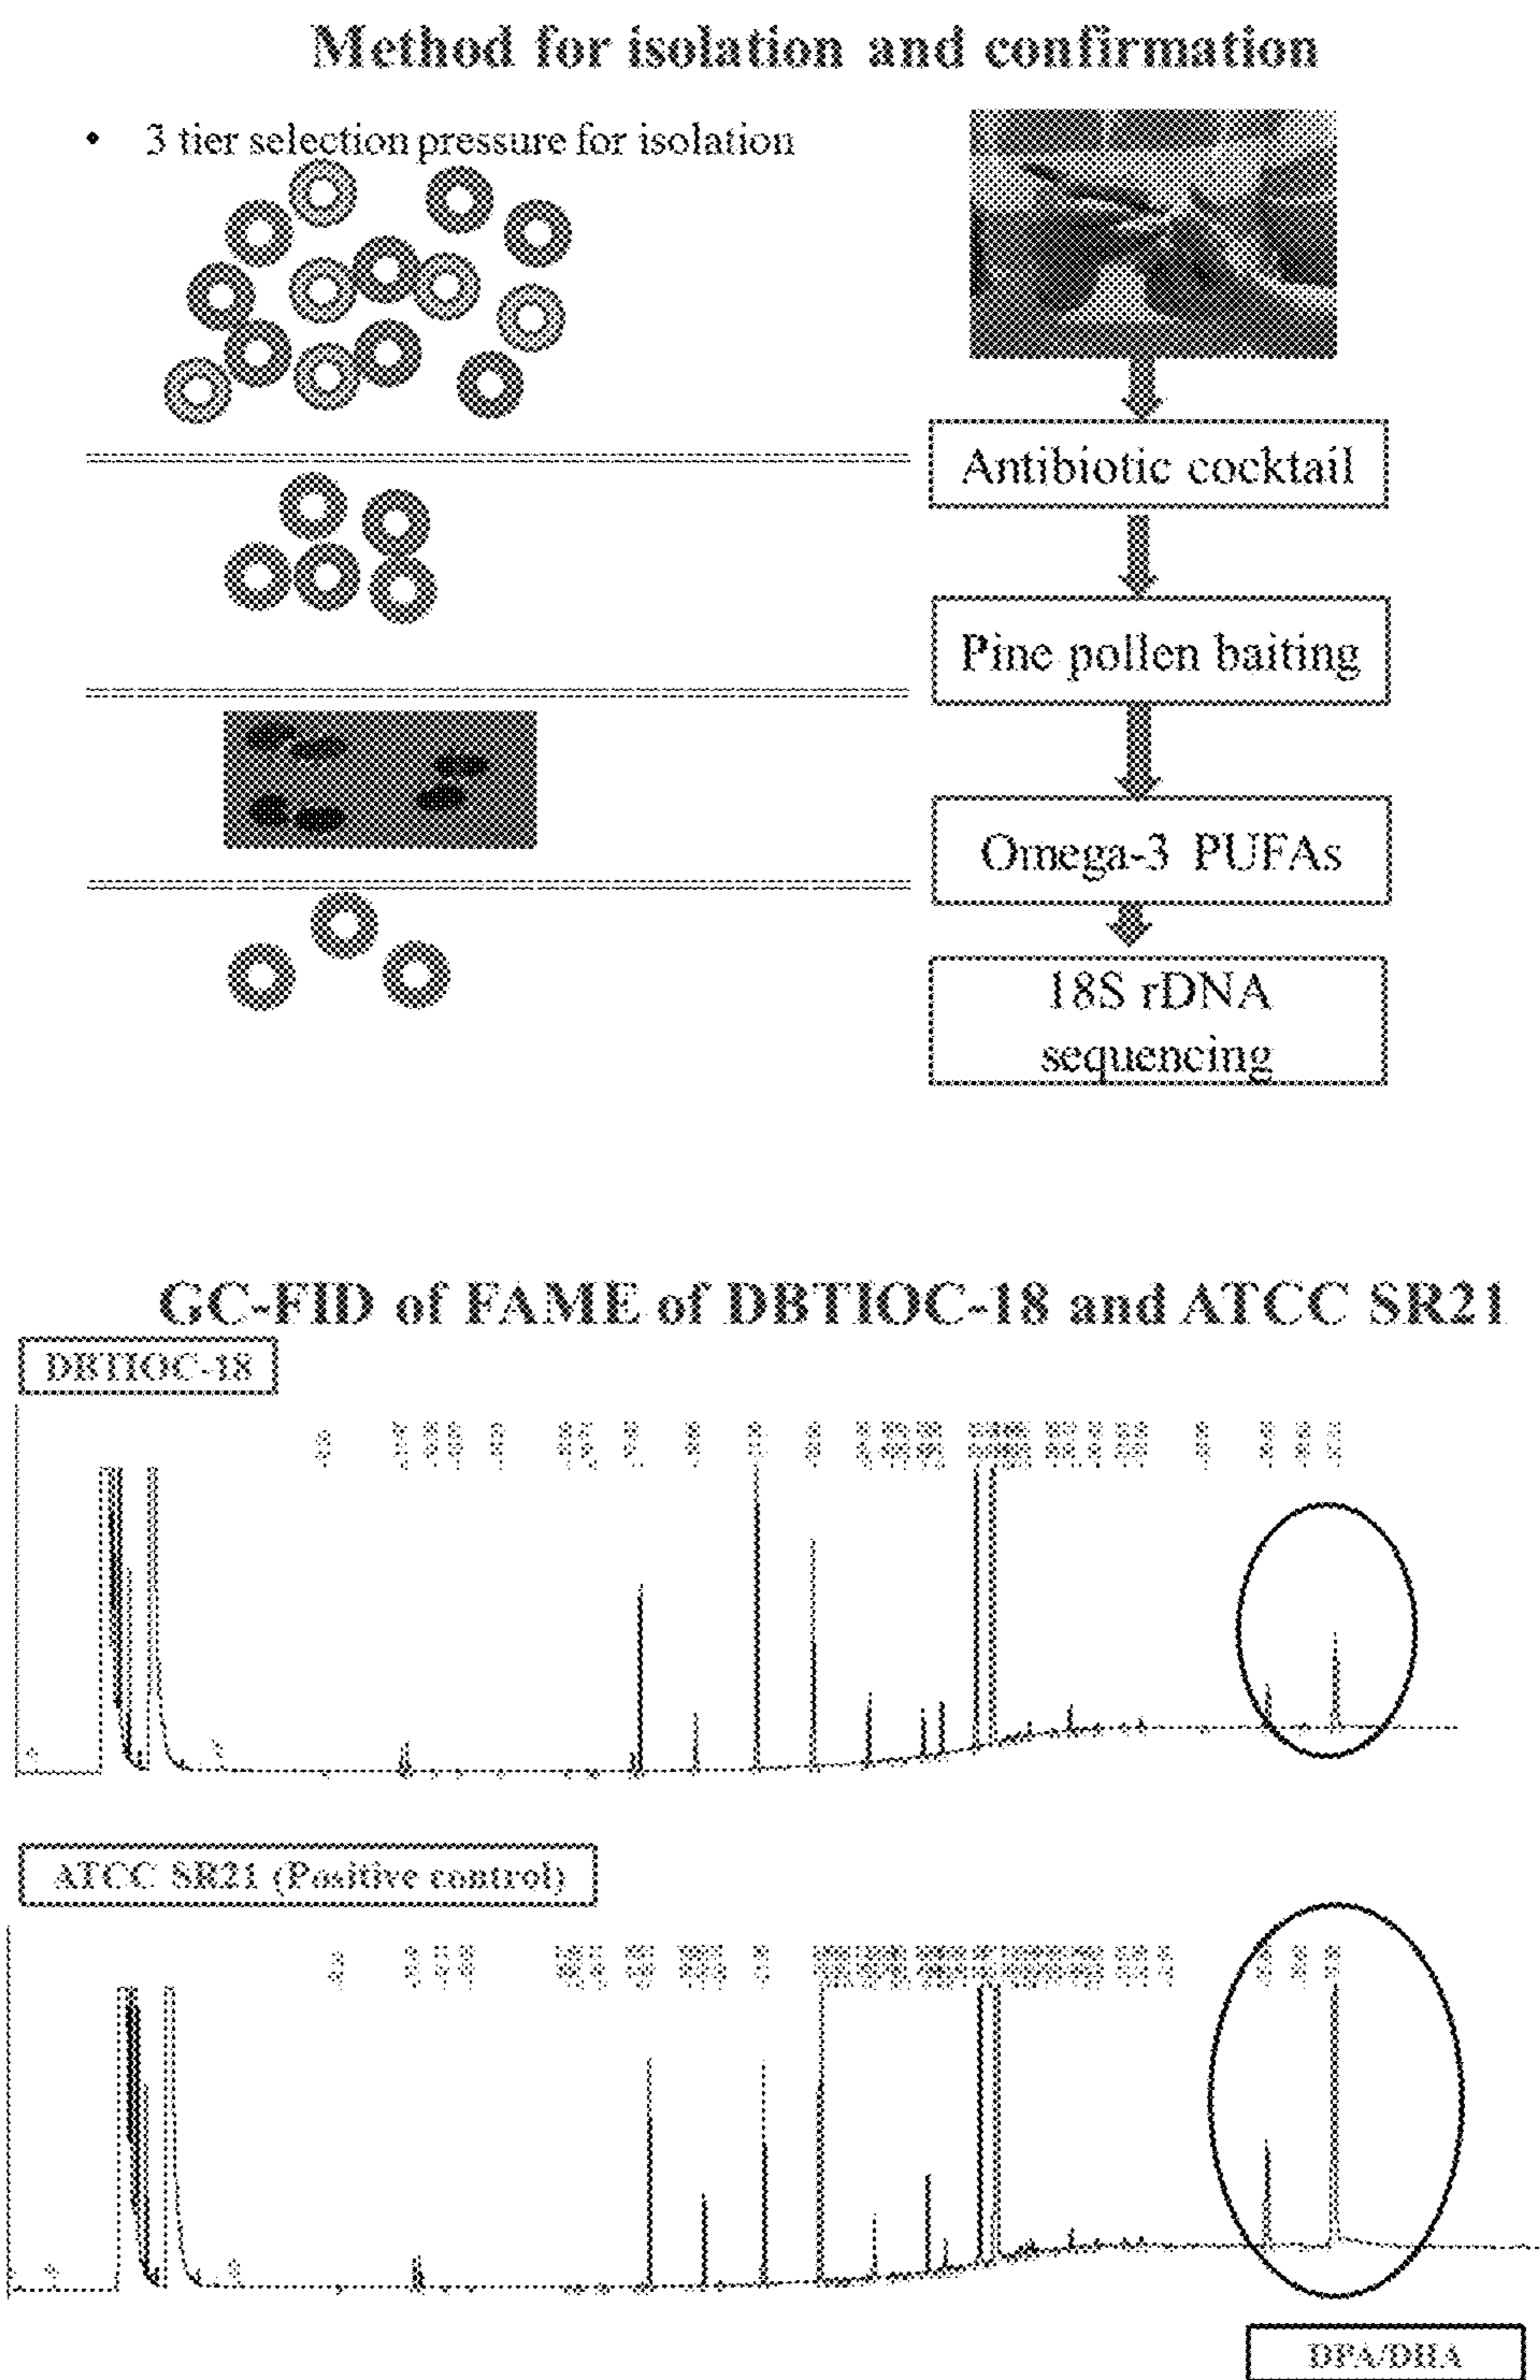 Method for isolation and confirmation
• 3 tier selection pressure for isolation
Antibiotic cocktail
Pine pollen baiting
Omega-3 PUFAs
18S rDNA
sequencing
GC-FID of FAME of DBTIOC-18 and ATCC SR21
DBTIOC-18
ATCC SR21 (Positive control)
DPA/DHA